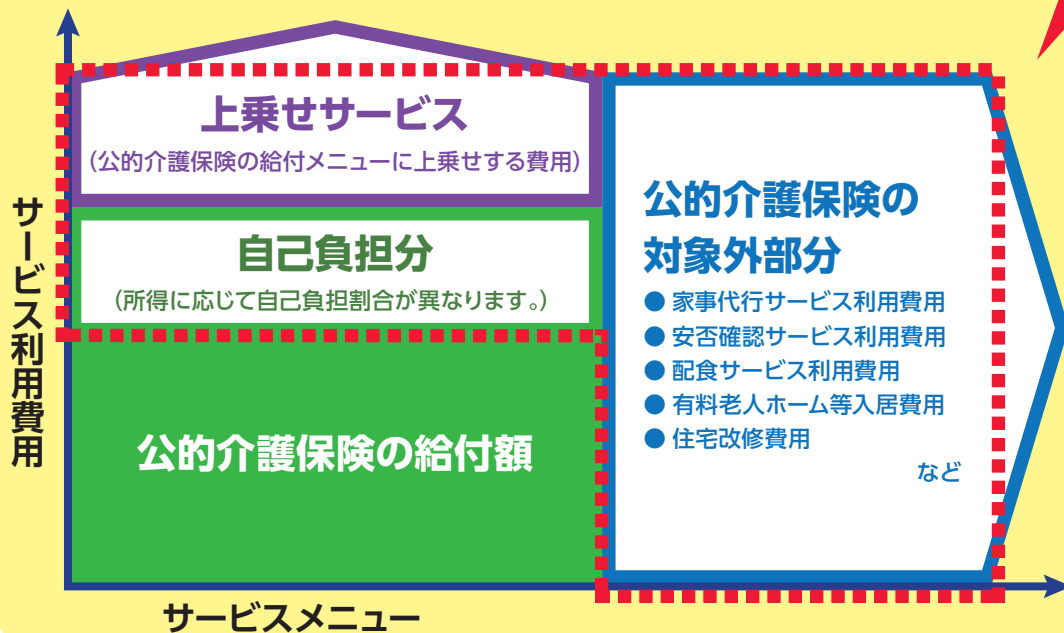 サービス利用費用
上乗せサービス
（公的介護保険の給付メニューに上乗せする費用）
自己負担分
（所得に応じて自己負担割合が異なります。）
公的介護保険の給付額
公的介護保険の
対象外部分
● 家事代行サービス利用費用
● 安否確認サービス利用費用
● 配食サービス利用費用
● 有料老人ホーム等入居費用
● 住宅改修費用
など
サービスメニュー